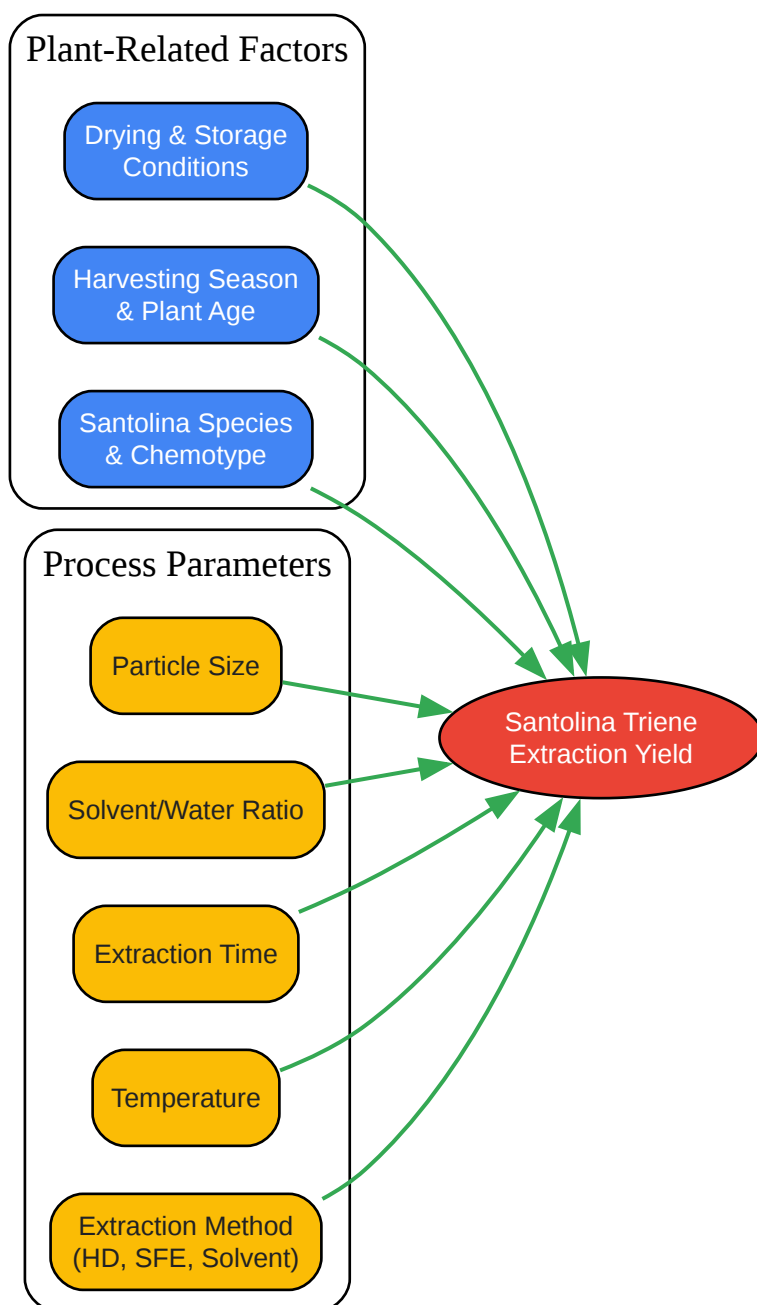 Plant-Related Factors
Drying & Storage
Conditions
Harvesting Season
& Plant Age
Santolina Species
& Chemotype
Process Parameters
Particle Size
Solvent/Water Ratio
Extraction Time
Temperature
Extraction Method
(HD, SFE, Solvent)
Santolina Triene
Extraction Yield